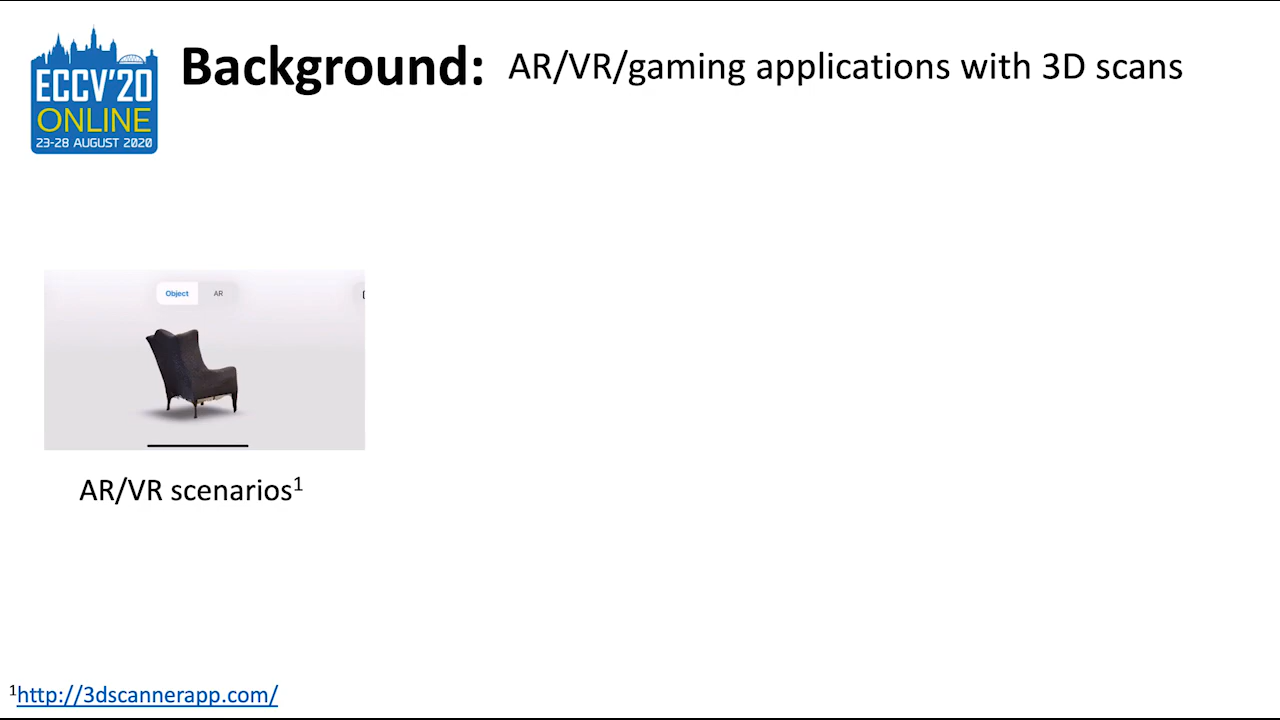 ECCV'20
ONLINE
23-28 AUGUST 2020
Background: AR/VR/gaming applications with 3D scans
Object AR
AR/VR scenarios¹
¹http://3dscannerapp.com/